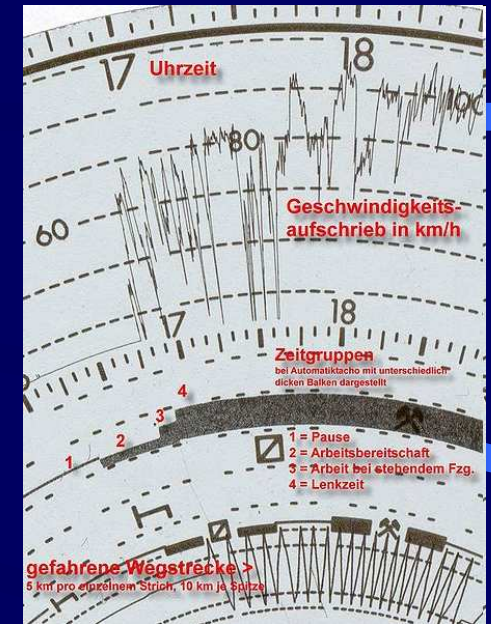 17
18
Uhrzeit
100
80
60
Geschwindigkeits-
aufschrieb in km/h
17
18
Zeitgruppen
bei Automatiktacho mit unterschiedlich
dicken Balken dargestellt
4
3
2
1
1 = Pause
2 = Arbeitsbereitschaft
3 = Arbeit bei stehendem Fzg.
4 = Lenkzeit
gefahrene Wegstrecke >
5 km pro einzelnem Strich, 10 km je Spitze